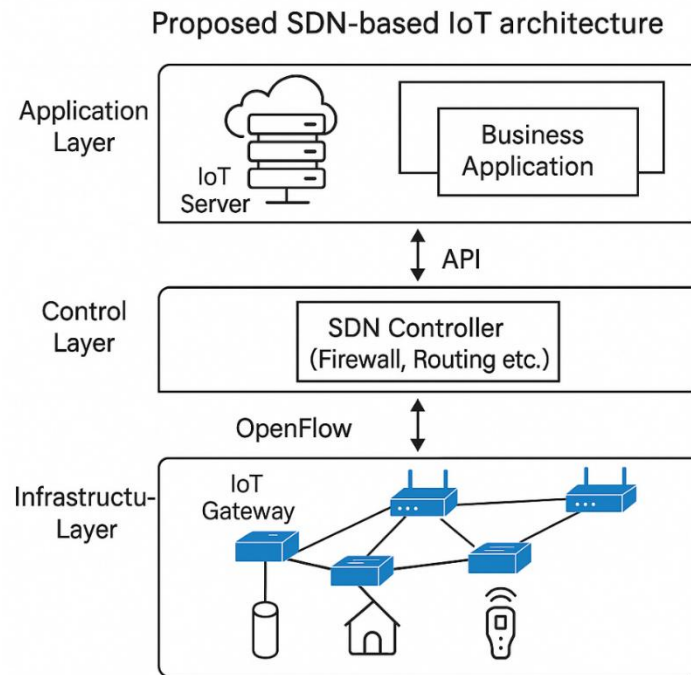 Proposed SDN-based IoT architecture
Application
Layer
IoT
Server
Business
Application
API
Control
Layer
SDN Controller
(Firewall, Routing etc.)
OpenFlow
Infrastructu-
Layer
IoT
Gateway